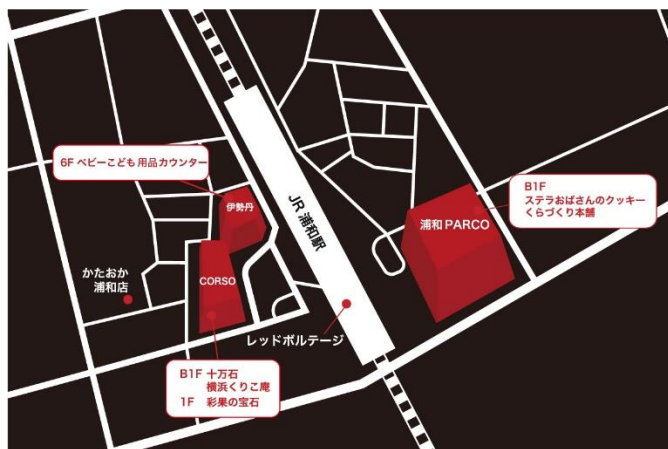 6F ベビーこども用品カウンター
伊勢丹
JR 浦和駅
浦和 PARCO
B1F
ステラおばさんのクッキー
くらづくり本舗
かたおか
浦和店
CORSO
レッドボルテージ
B1F 十万石
横浜くりこ庵
1F 彩果の宝石